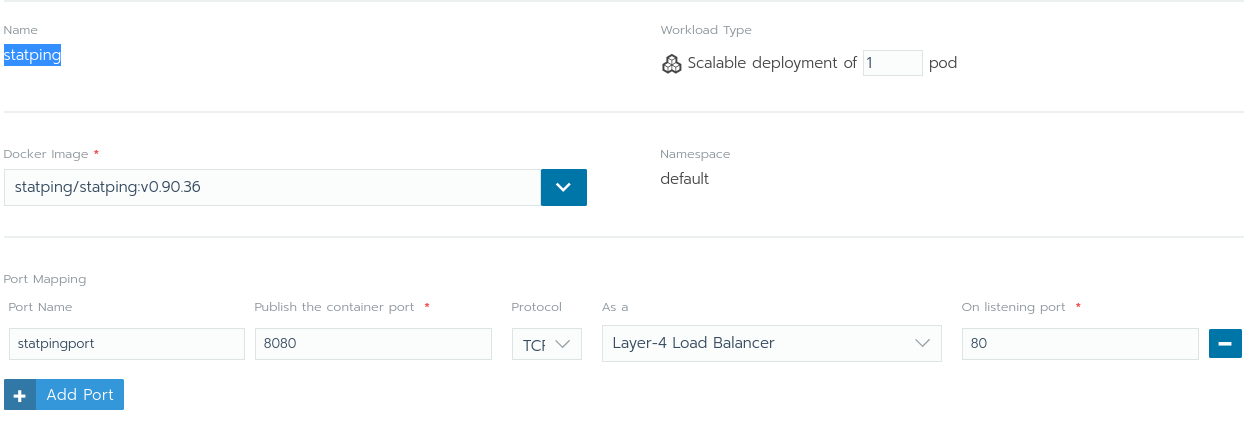 Name
Workload Type
statping
Scalable deployment of 1 pod
Docker Image *
Namespace
statping/statping:v0.90.36
default
Port Mapping
Port Name
Publish the container port *
Protocol
As a
On listening port *
statpingport
8080
TCP
Layer-4 Load Balancer
80
Add Port